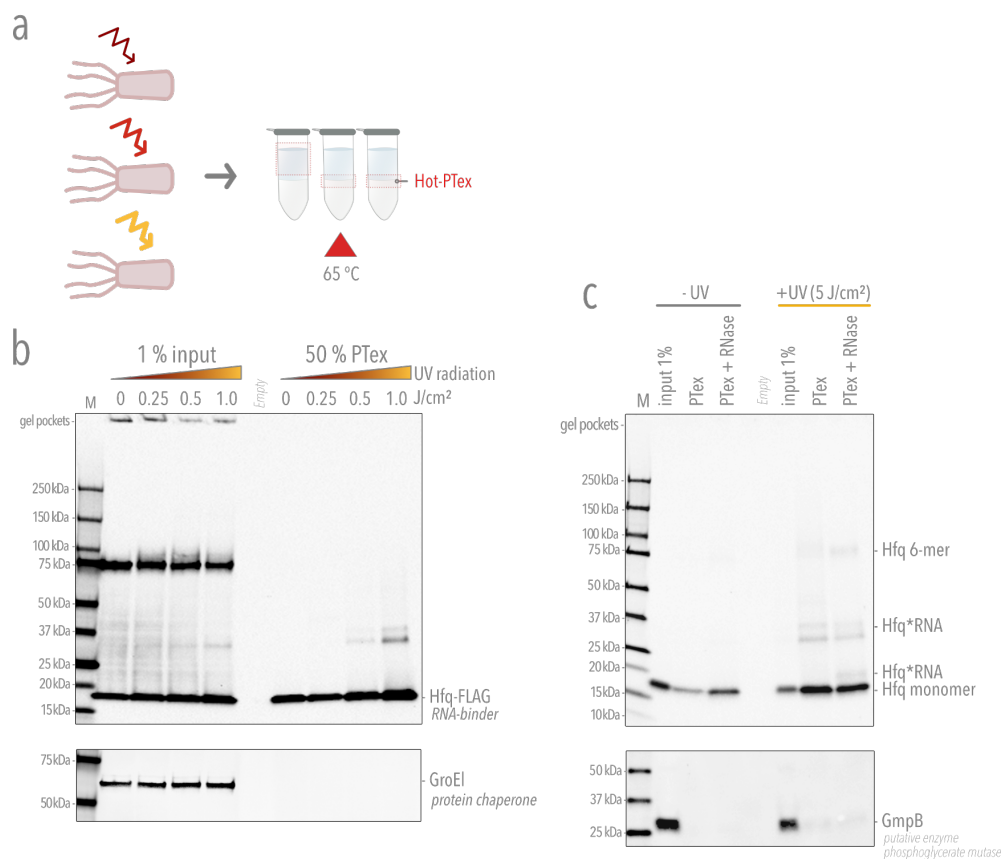 a
Hot-PTex
65 °C
b
1 % input
50 % PTex
UV radiation
M
0
0.25
0.5
1.0
Empty
0
0.25
0.5
1.0
J/cm²
gel pockets
250 kDa
150 kDa
100 kDa
75 kDa
50 kDa
37 kDa
25 kDa
20 kDa
15 kDa
Hfq-FLAG
RNA-binder
75 kDa
50 kDa
GroEl
protein chaperone
c
- UV
+UV (5 J/cm²)
M
input 1%
PTex
PTex + RNase
Empty
input 1%
PTex
PTex + RNase
gel pockets
250 kDa
150 kDa
100 kDa
75 kDa
50 kDa
37 kDa
25 kDa
20 kDa
15 kDa
10 kDa
Hfq 6-mer
Hfq*RNA
Hfq*RNA
Hfq monomer
50 kDa
37 kDa
25 kDa
GmpB
putative enzyme
phosphoglycerate mutase